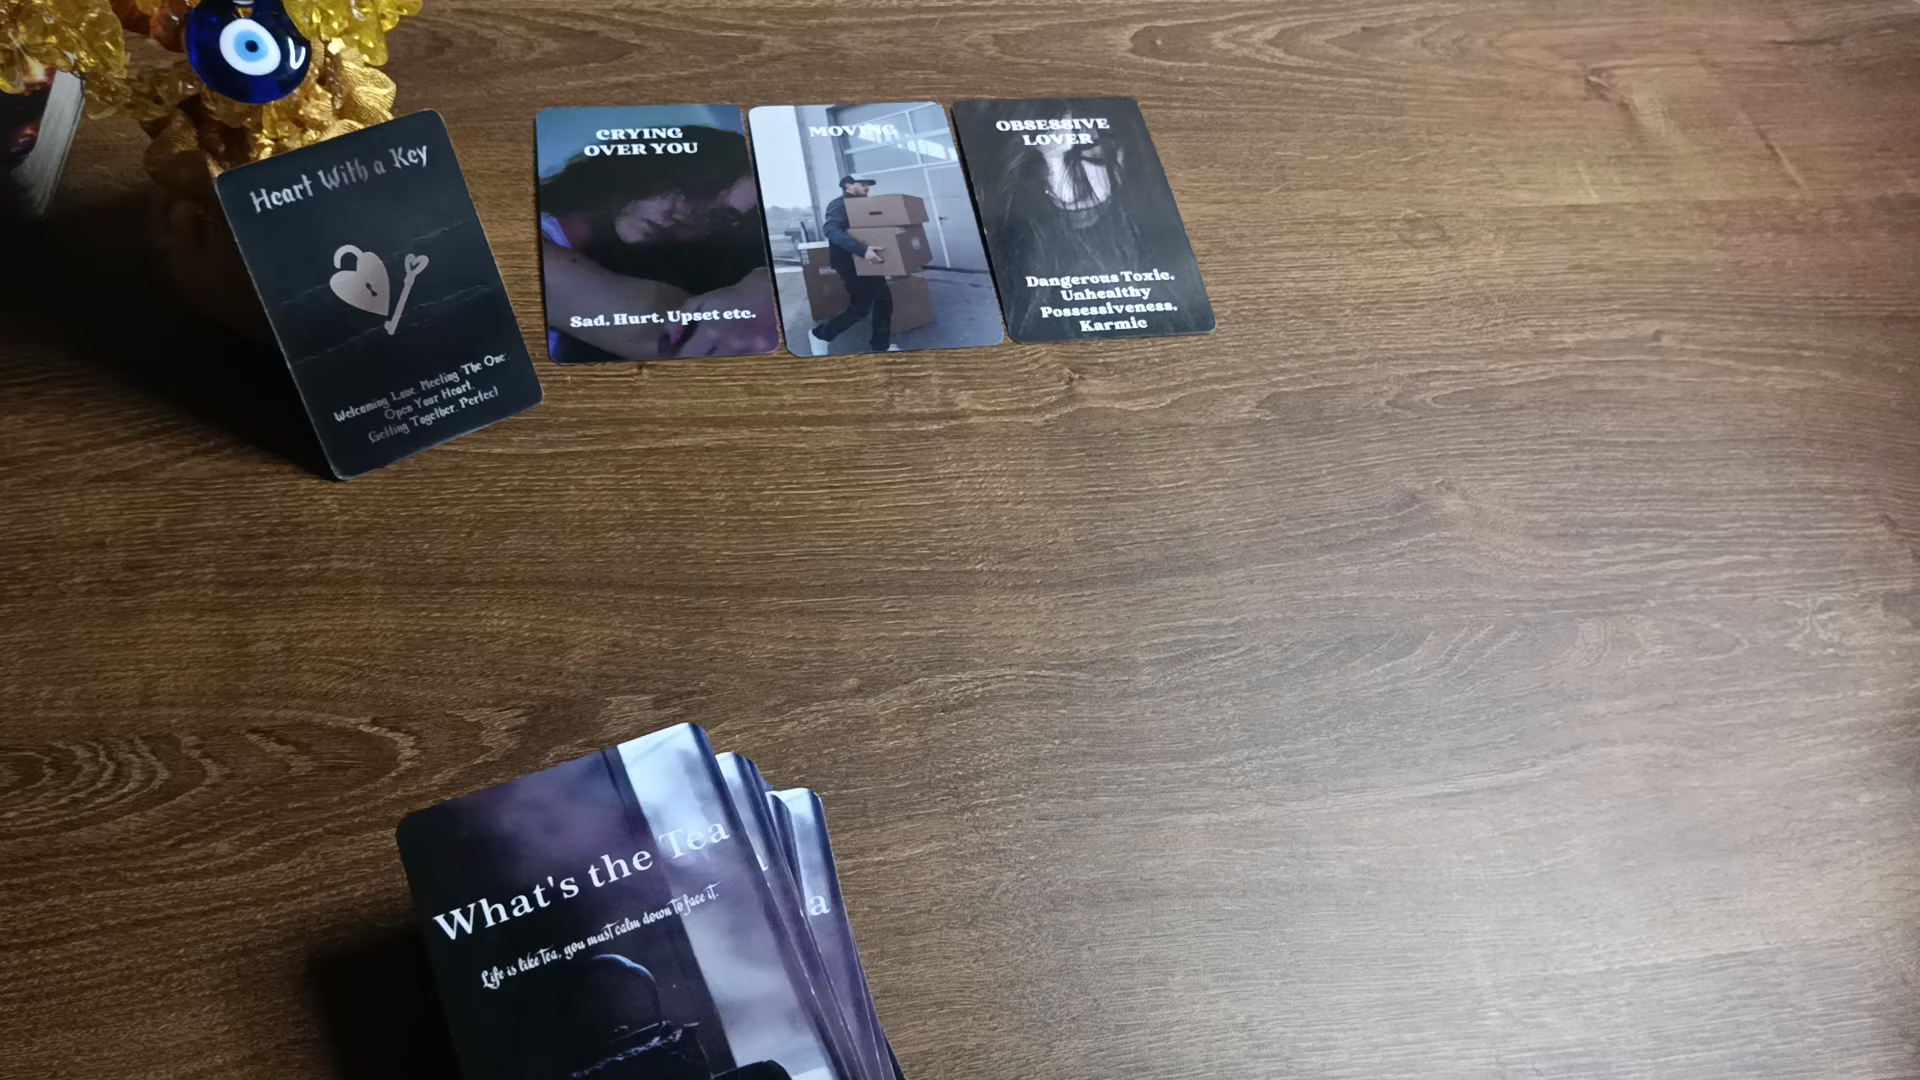 Heart With a Key
Welcoming Love. Meeting The One.
Open Your Heart.
Getting Together. Perfect
CRYING
OVER YOU
Sad. Hurt. Upset etc.
MOVING
OBSESSIVE
LOVER
Dangerous Toxic.
Unhealthy
Possessiveness.
Karmic
What's the Tea
Life is like Tea, you must calm down to face it.
a